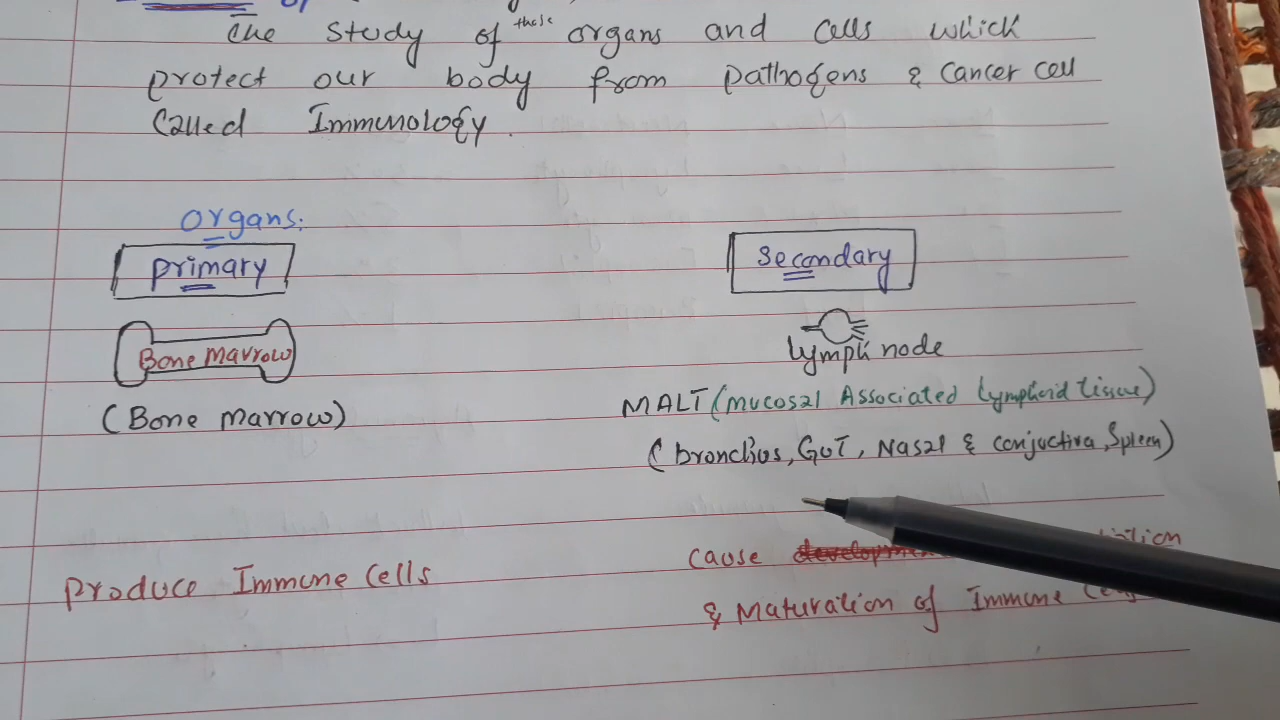 The study of these organs and cells which
protect our body from pathogens & cancer cell
called Immunology.
Organs:
Primary
Secondary
Bone marrow
Lymph node
(Bone marrow)
MALT (Mucosal Associated Lymphoid tissue)
(bronchios, GUT, Nasal & conjuctiva, Spleen)
Produce Immune Cells
cause
& Maturation of Immune